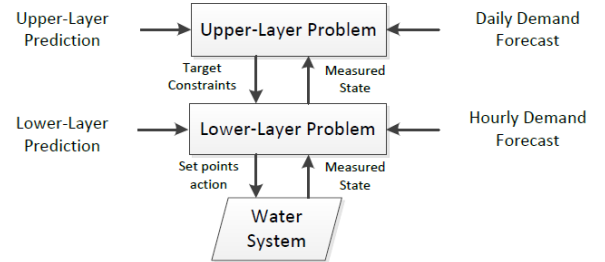 Upper-Layer
Prediction
Upper-Layer Problem
Daily Demand
Forecast
Target
Constraints
Measured
State
Lower-Layer
Prediction
Lower-Layer Problem
Hourly Demand
Forecast
Set points
action
Measured
State
Water
System